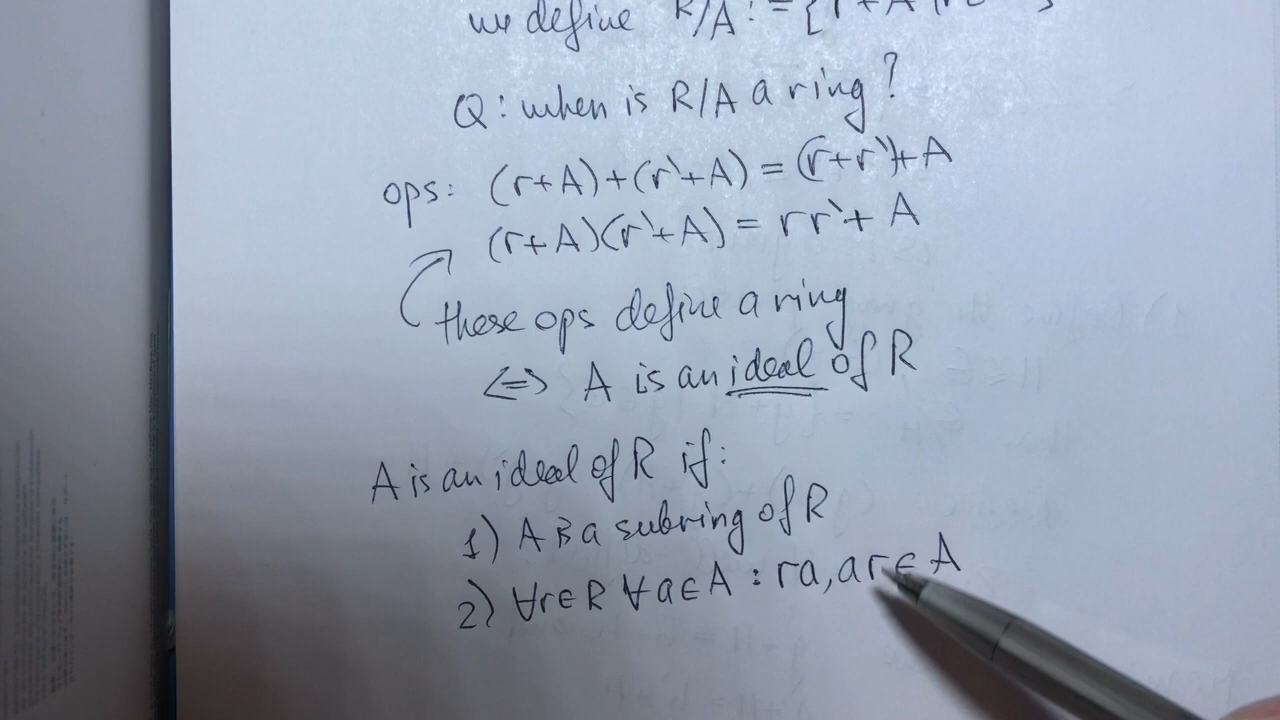 we define R/A := { r + A | r
Q: when is R/A a ring?
ops: (r+A)+(r'+A) = (r+r')+A
(r+A)(r'+A) = rr'+A
these ops define a ring
<=> A is an ideal of R
A is an ideal of R if:
1) A is a subring of R
2) ∀r∈R ∀a∈A : ra, ar∈A